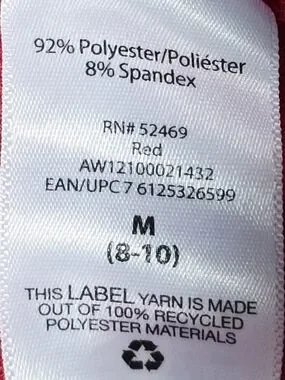 92% Polyester/Poliéster
8% Spandex
RN# 52469
Red
AW12100021432
EAN/UPC 7 6125326599
M
(8-10)
THIS LABEL YARN IS MADE
OUT OF 100% RECYCLED
POLYESTER MATERIALS